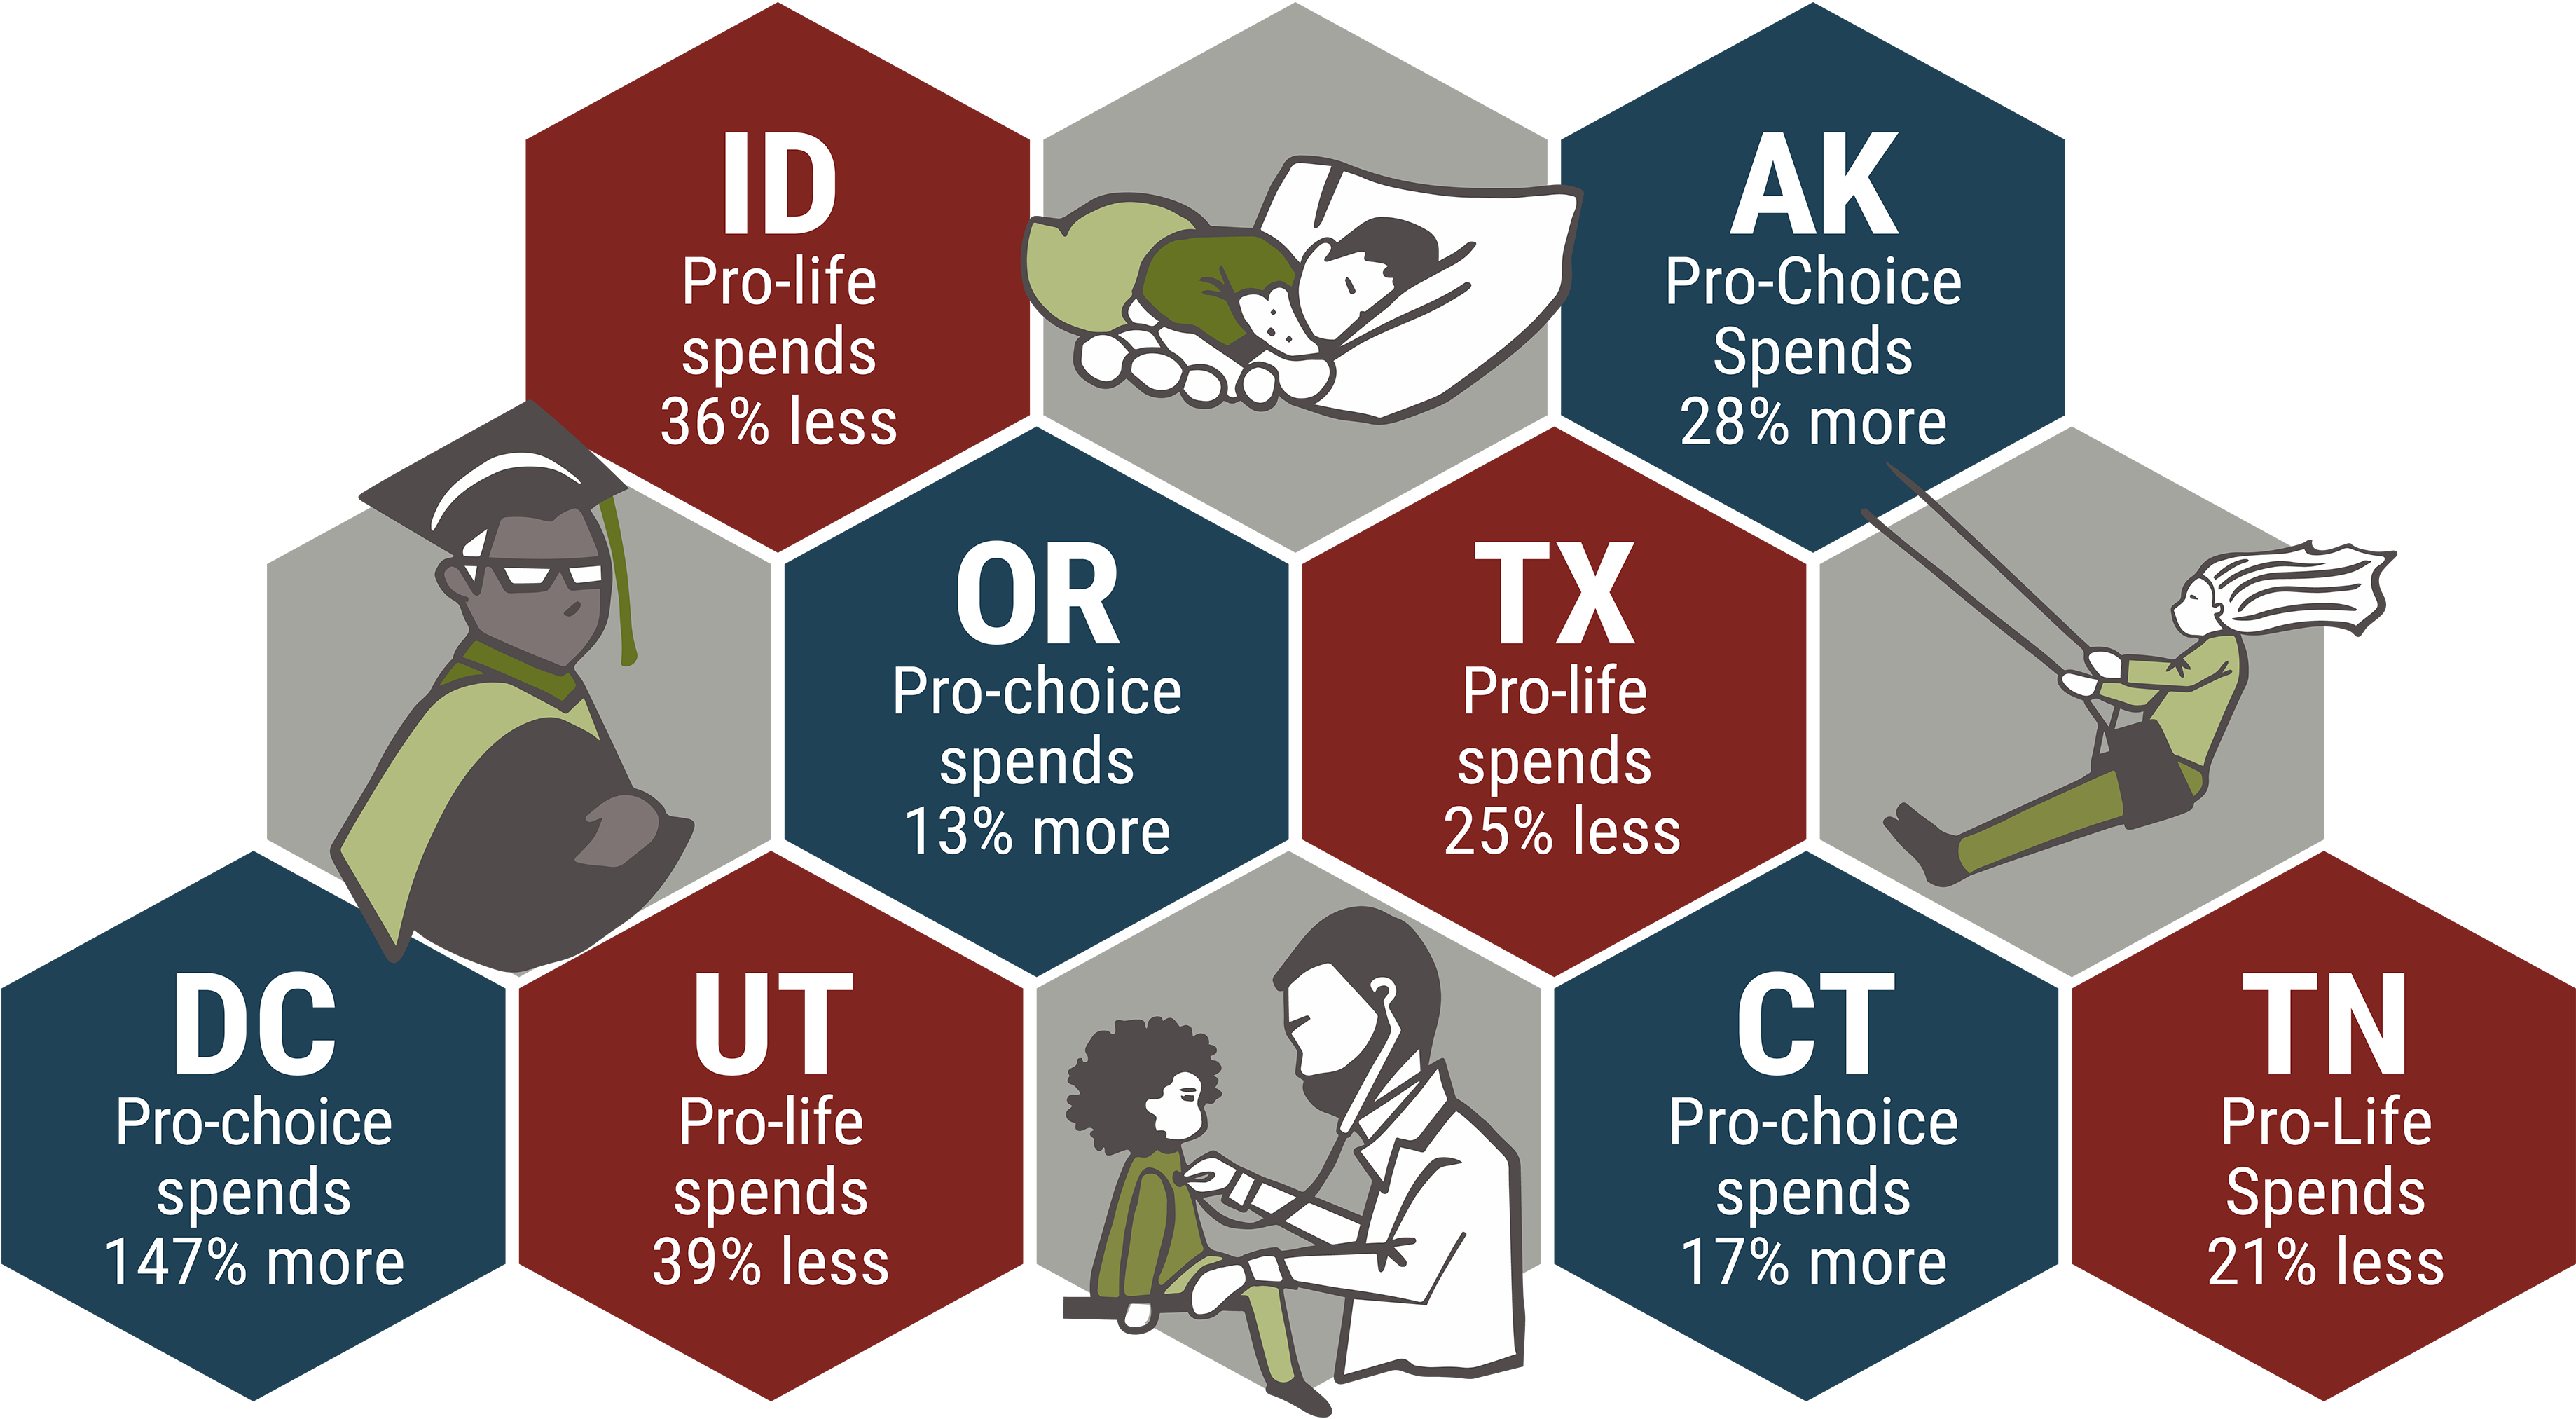 ID
Pro-life
spends
36% less
AK
Pro-Choice
Spends
28% more
OR
Pro-choice
spends
13% more
TX
Pro-life
spends
25% less
DC
Pro-choice
spends
147% more
UT
Pro-life
spends
39% less
CT
Pro-choice
spends
17% more
TN
Pro-Life
Spends
21% less